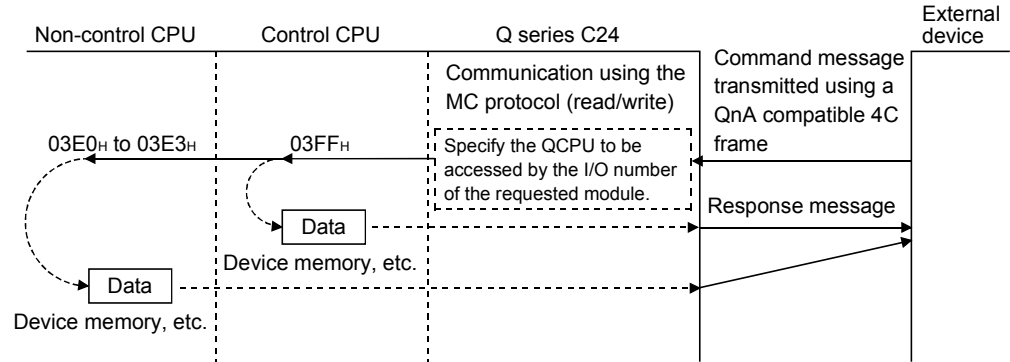 Non-control CPU
Control CPU
Q series C24
External
device
Communication using the
MC protocol (read/write)
Command message
transmitted using a
QnA compatible 4C
frame
03E0H to 03E3H
03FFH
Specify the QCPU to be
accessed by the I/O number
of the requested module.
Response message
Data
Device memory, etc.
Data
Device memory, etc.